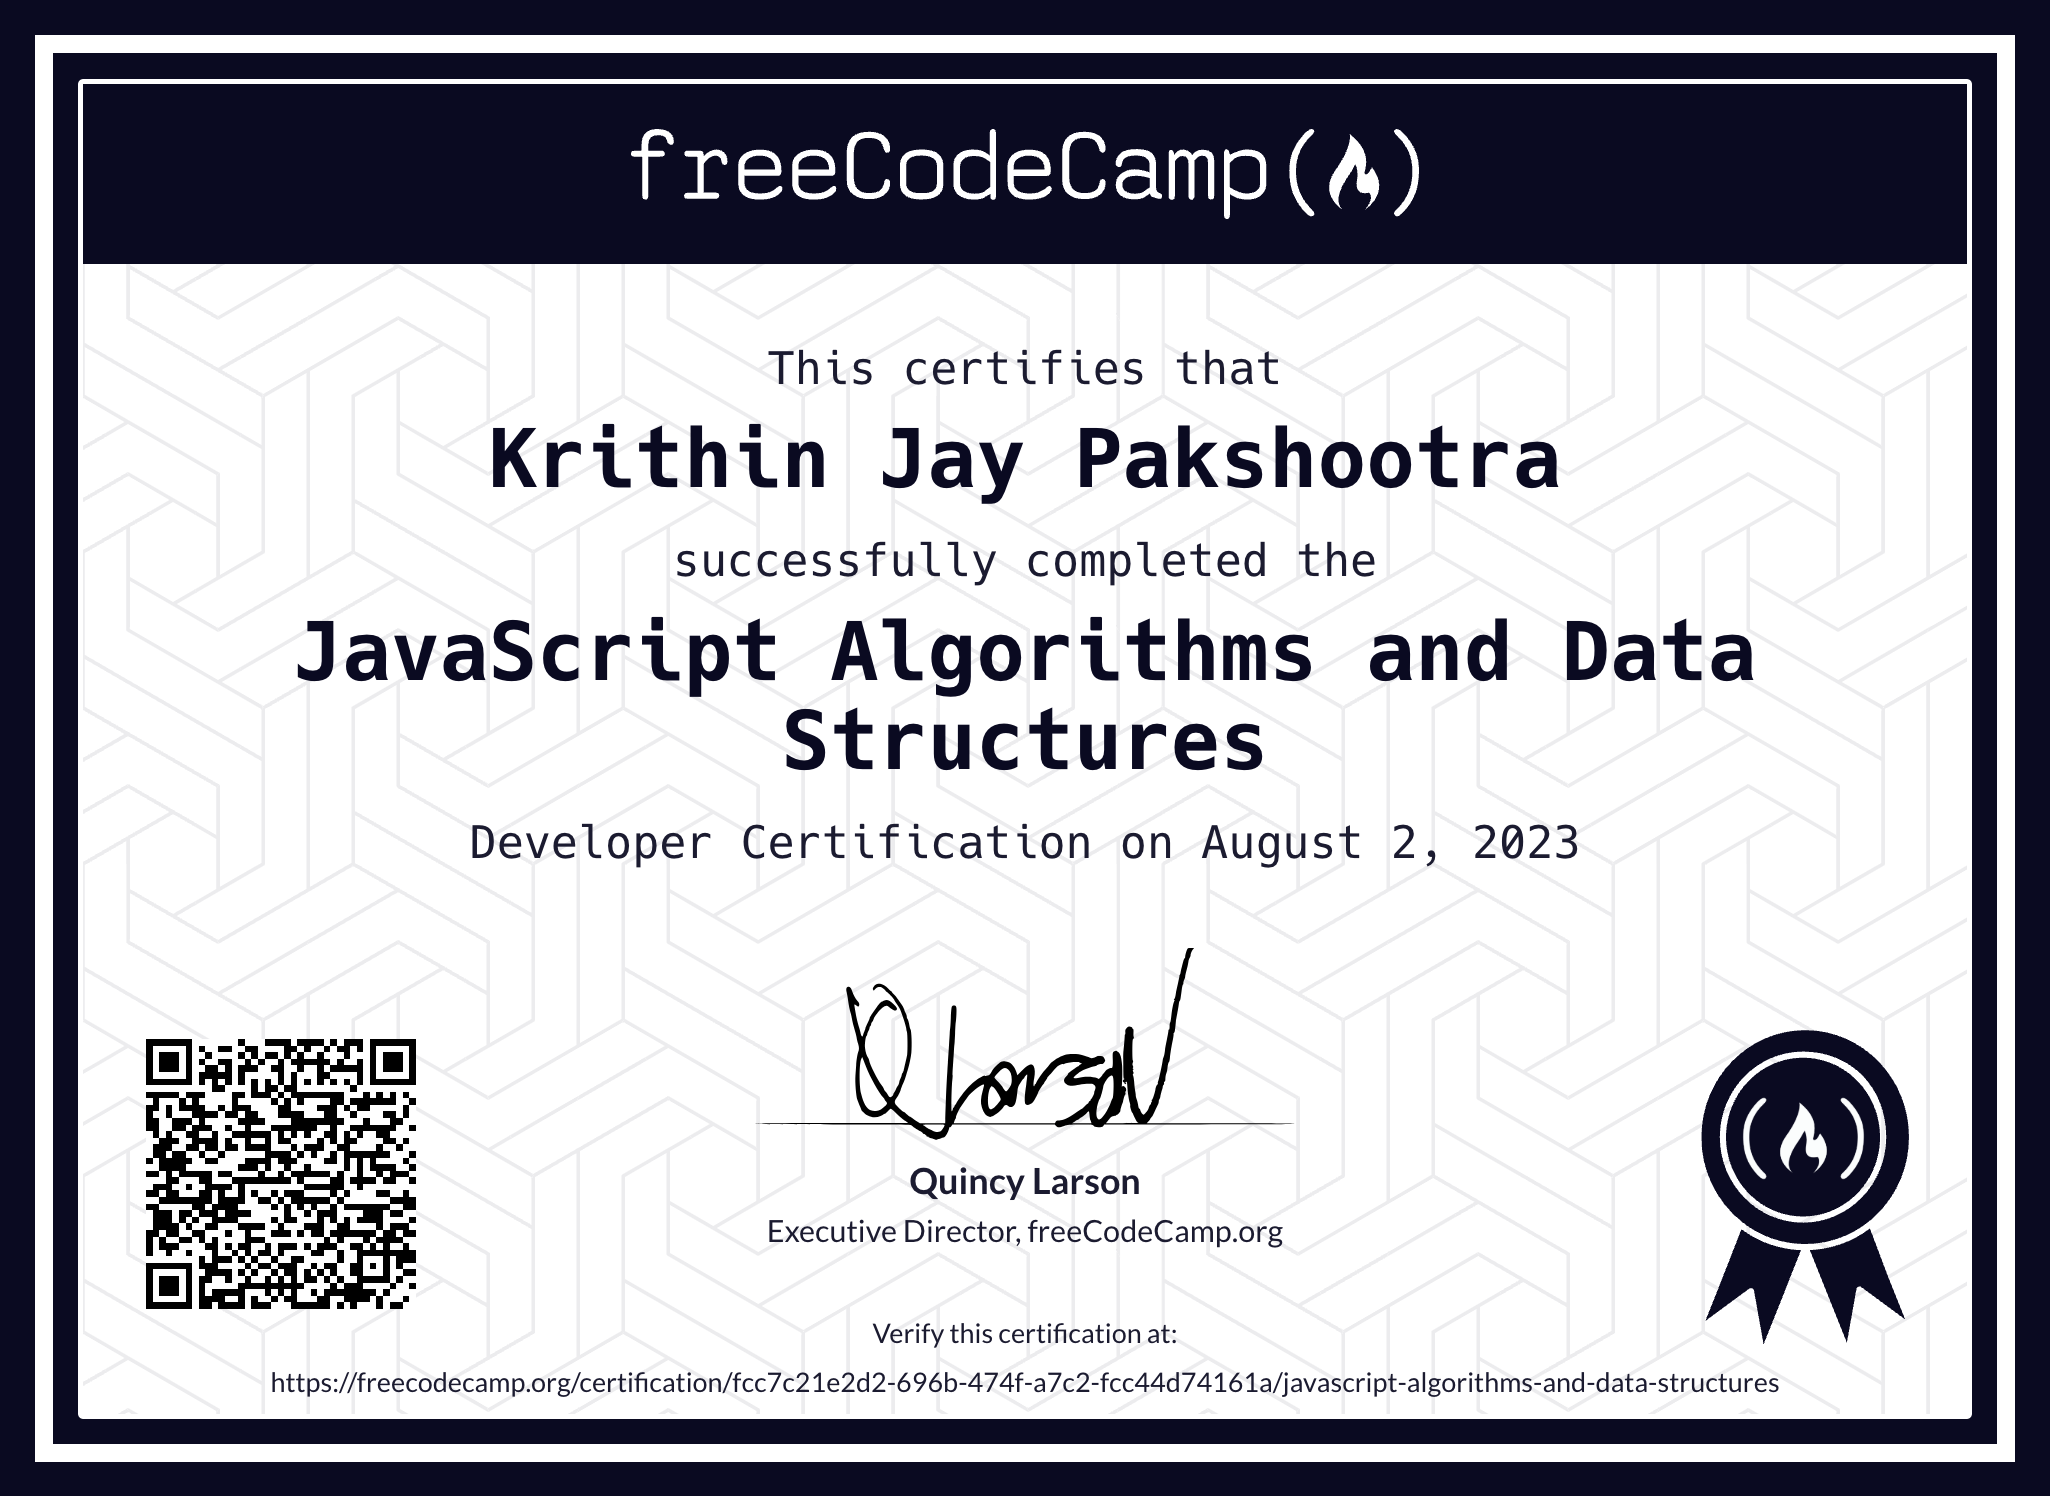 freeCodeCamp
This certifies that
Krithin Jay Pakshootra
successfully completed the
JavaScript Algorithms and Data
Structures
Developer Certification on August 2, 2023
Q Larson
Quincy Larson
Executive Director, freeCodeCamp.org
Verify this certification at:
https://freecodecamp.org/certification/fcc7c21e2d2-696b-474f-a7c2-fcc44d74161a/javascript-algorithms-and-data-structures